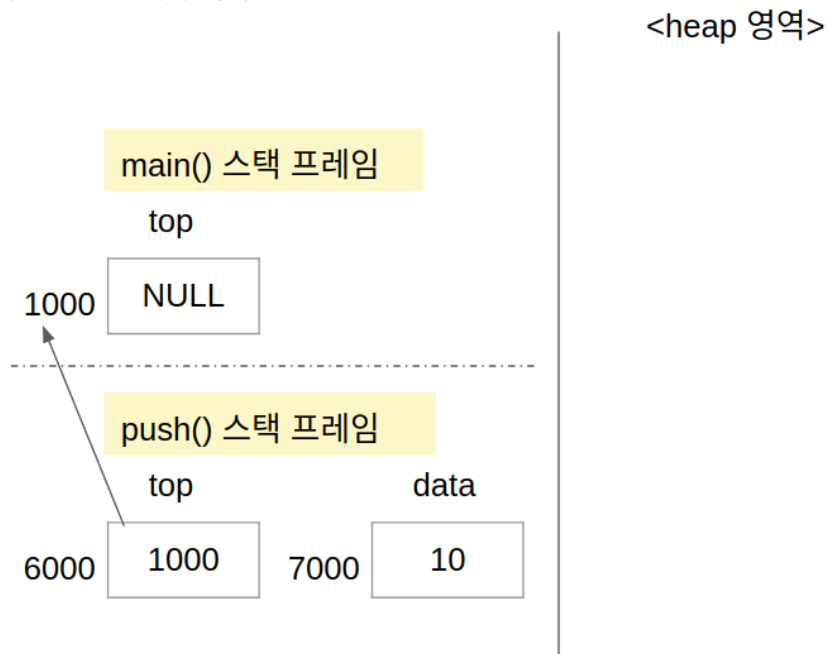 <heap 영역>
main() 스택 프레임
top
1000 NULL
push() 스택 프레임
top data
6000 1000 7000 10